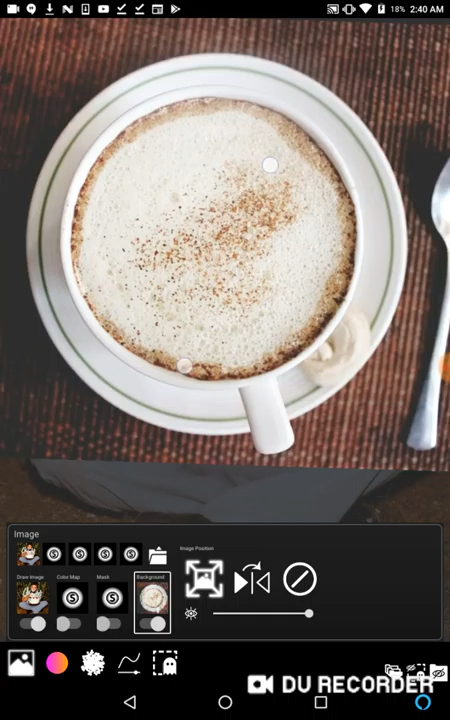 18% 2:40 AM
Image
Image Position
Draw Image Color Map Mask Background
DU RECORDER